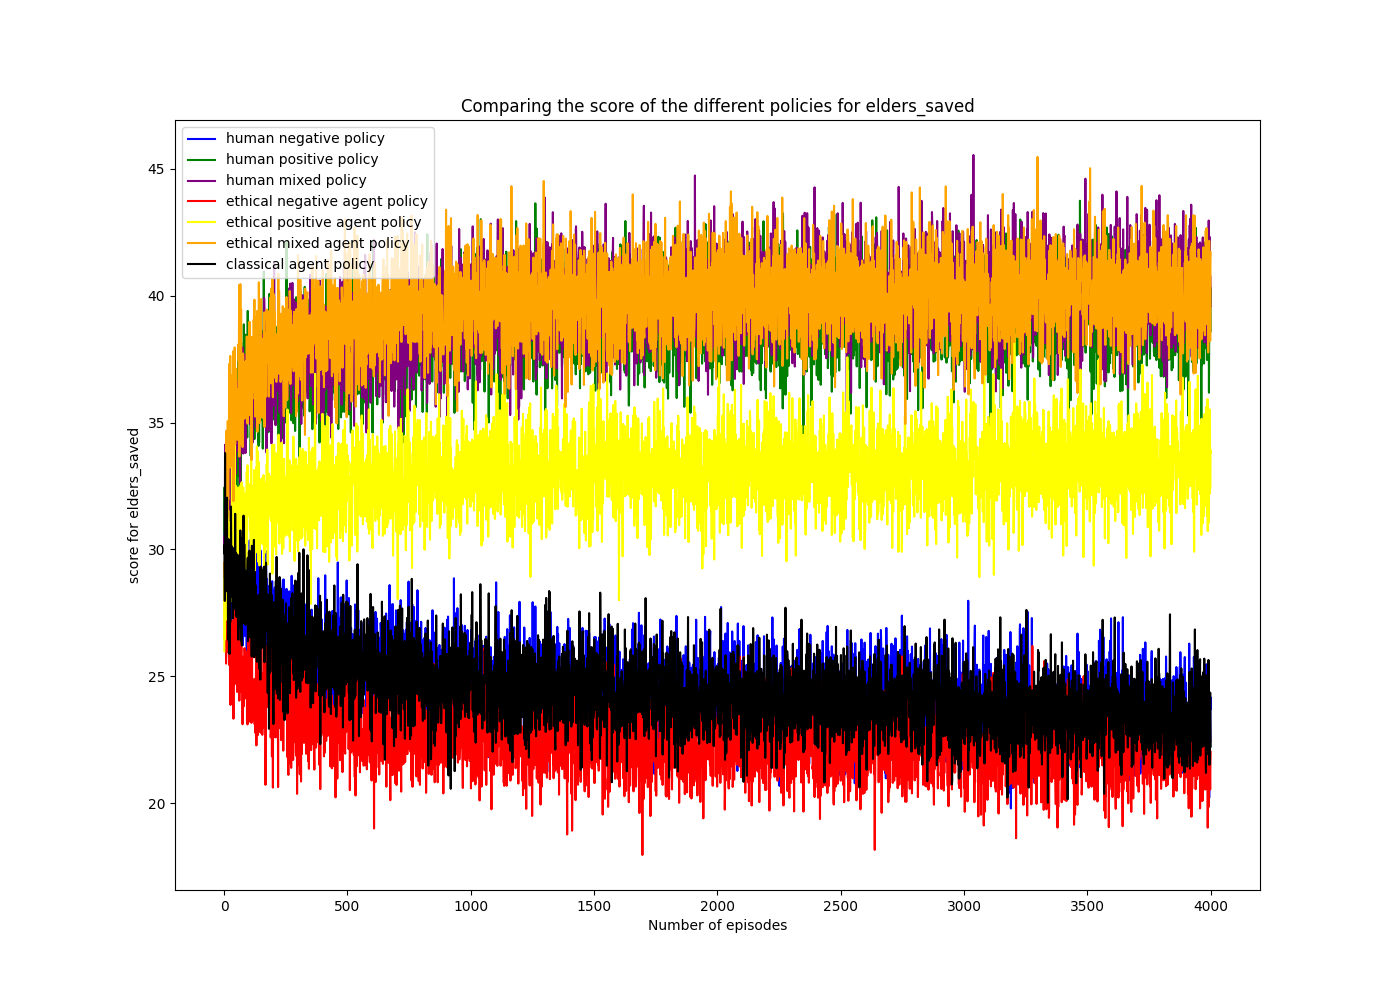 Comparing the score of the different policies for elders_saved
human negative policy
human positive policy
human mixed policy
ethical negative agent policy
ethical positive agent policy
ethical mixed agent policy
classical agent policy
45
40
35
30
25
20
score for elders_saved
0 500 1000 1500 2000 2500 3000 3500 4000
Number of episodes